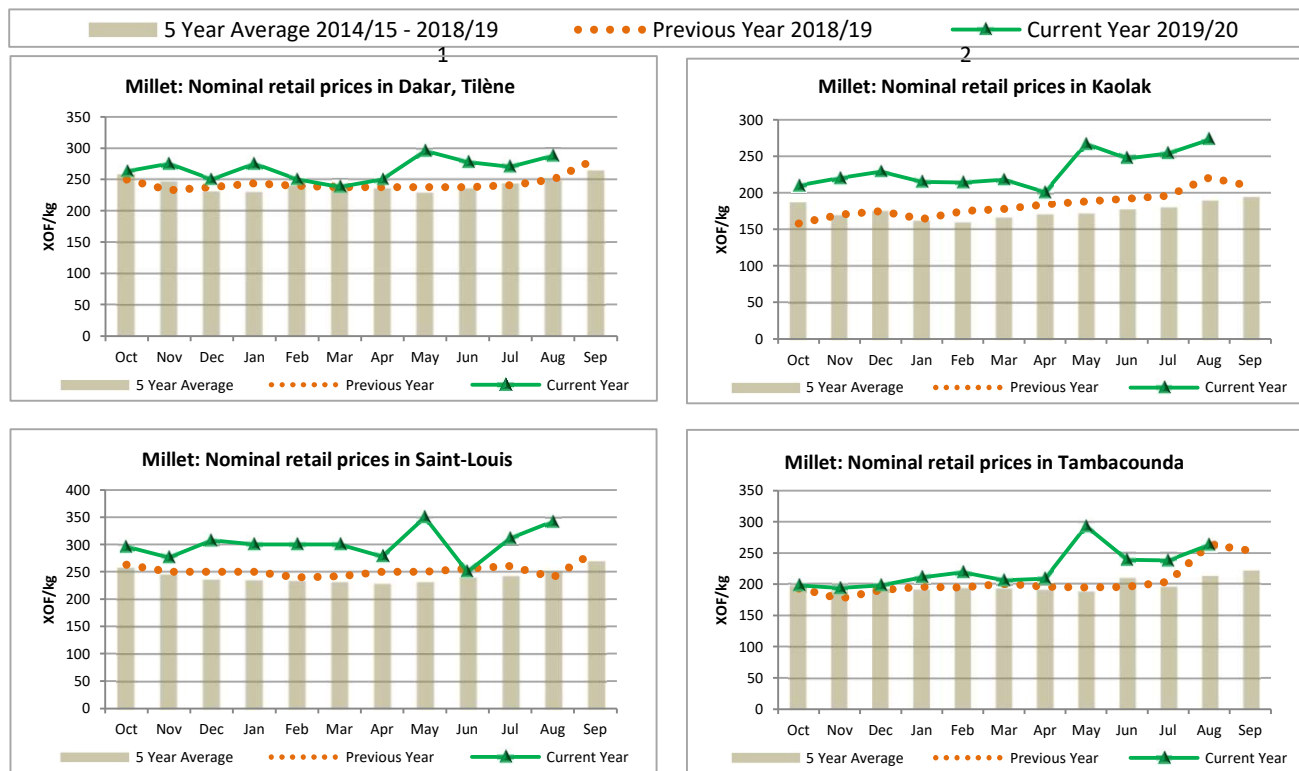 5 Year Average 2014/15 - 2018/19 Previous Year 2018/19 Current Year 2019/20
1
2
Millet: Nominal retail prices in Dakar, Tilène
XOF/kg
350
300
250
200
150
100
50
0
Oct Nov Dec Jan Feb Mar Apr May Jun Jul Aug Sep
5 Year Average Previous Year Current Year
Millet: Nominal retail prices in Kaolak
XOF/kg
300
250
200
150
100
50
0
Oct Nov Dec Jan Feb Mar Apr May Jun Jul Aug Sep
5 Year Average Previous Year Current Year
Millet: Nominal retail prices in Saint-Louis
XOF/kg
400
350
300
250
200
150
100
50
0
Oct Nov Dec Jan Feb Mar Apr May Jun Jul Aug Sep
5 Year Average Previous Year Current Year
Millet: Nominal retail prices in Tambacounda
XOF/kg
350
300
250
200
150
100
50
0
Oct Nov Dec Jan Feb Mar Apr May Jun Jul Aug Sep
5 Year Average Previous Year Current Year